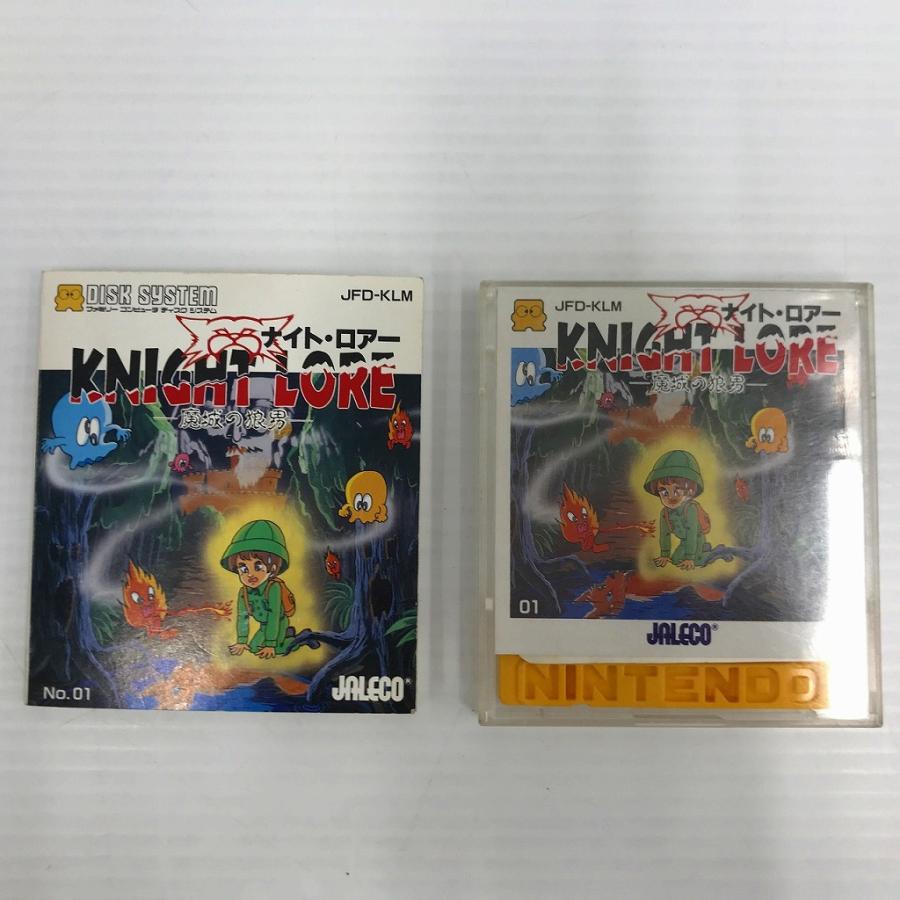 DISK SYSTEM
ファミリー コンピュータ ディスク システム
JFD-KLM
ナイト・ロアー
KNIGHT LORE
魔城の狼男
No.01
JALECO®
JFD-KLM
ナイト・ロアー
KNIGHT LORE
魔城の狼男
01
JALECO®
NINTENDO